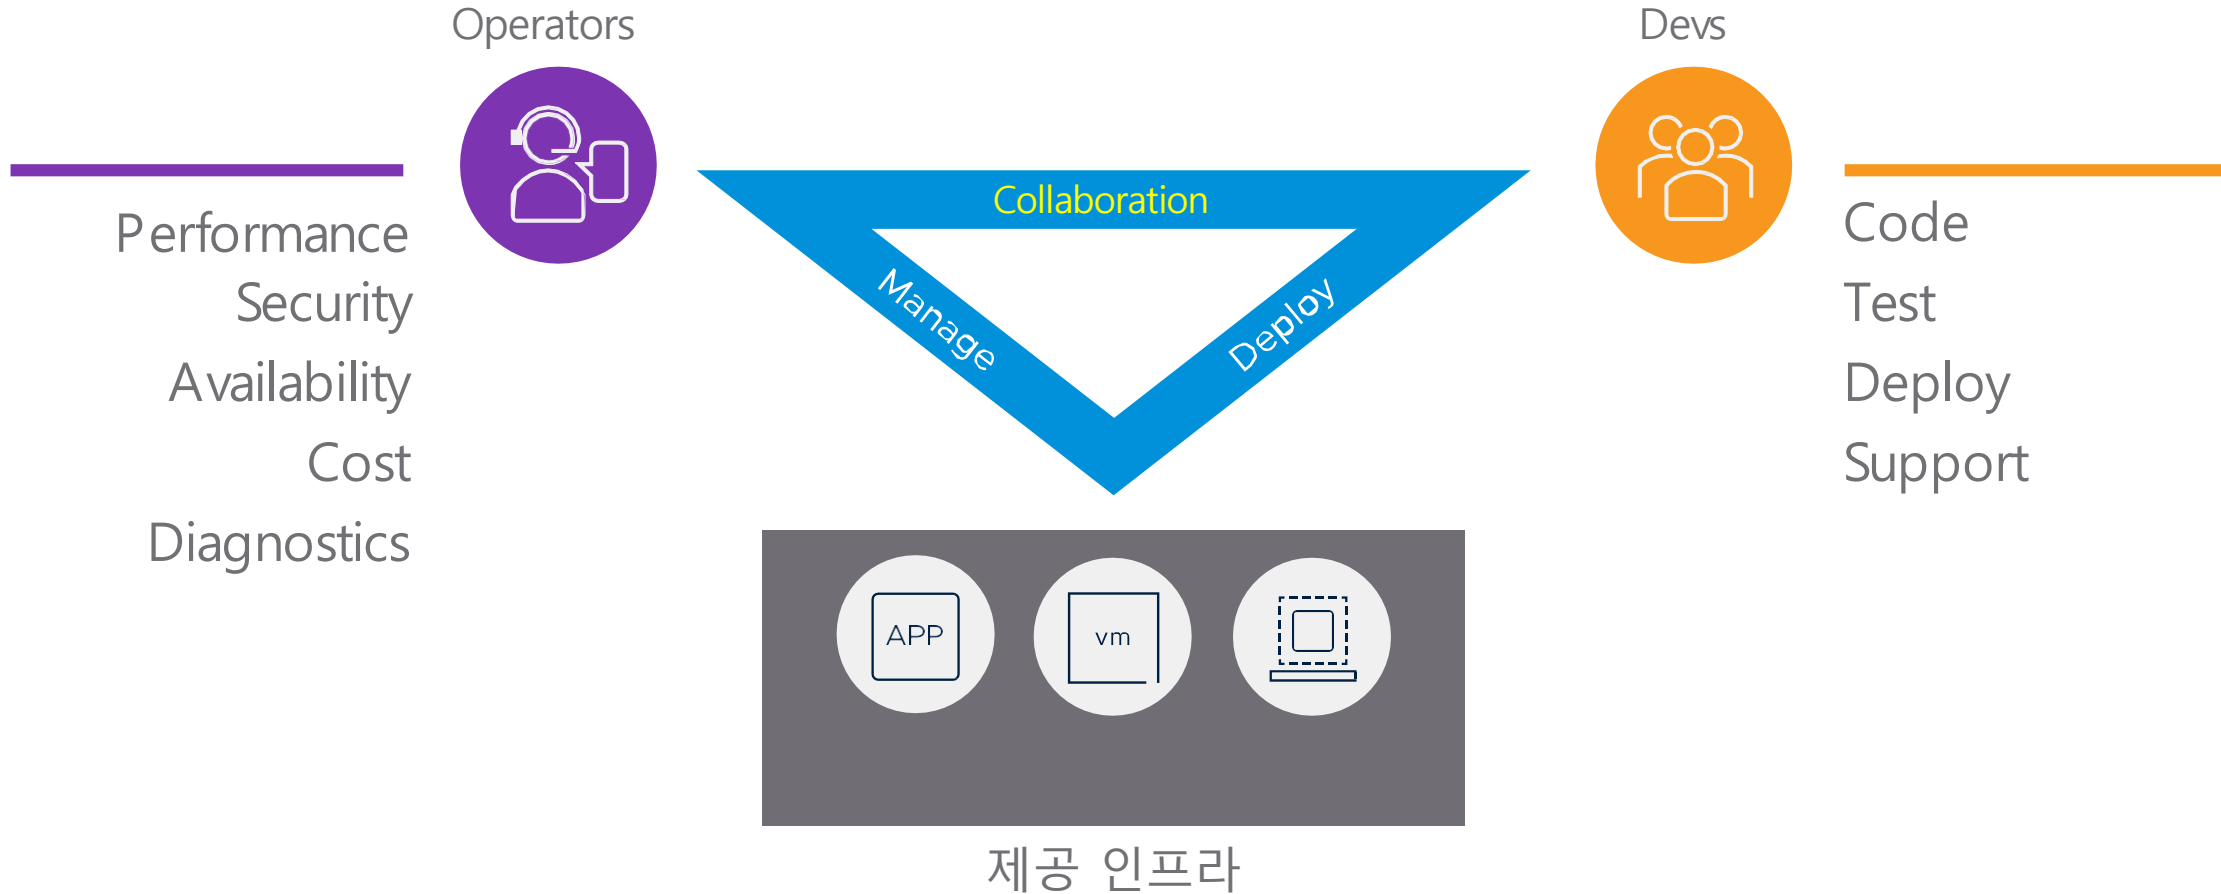 Operators
Devs
Collaboration
Manage
Deploy
Performance
Security
Availability
Cost
Diagnostics
Code
Test
Deploy
Support
APP
vm
제공 인프라